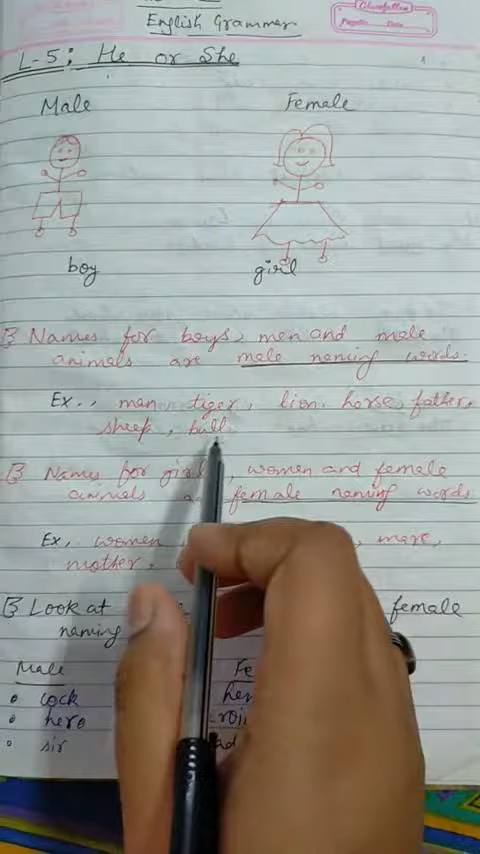 English Grammar
L-5: He or She
Male Female
boy girl
Names for boys, men and male
animals are male naming words.
Ex., man, tiger, lion, horse, father,
sheep, bull.
Names for girl, women and female
animals female naming words
Ex, women, mare,
mother.
Look at female
naming
Male
cock
hero
sir